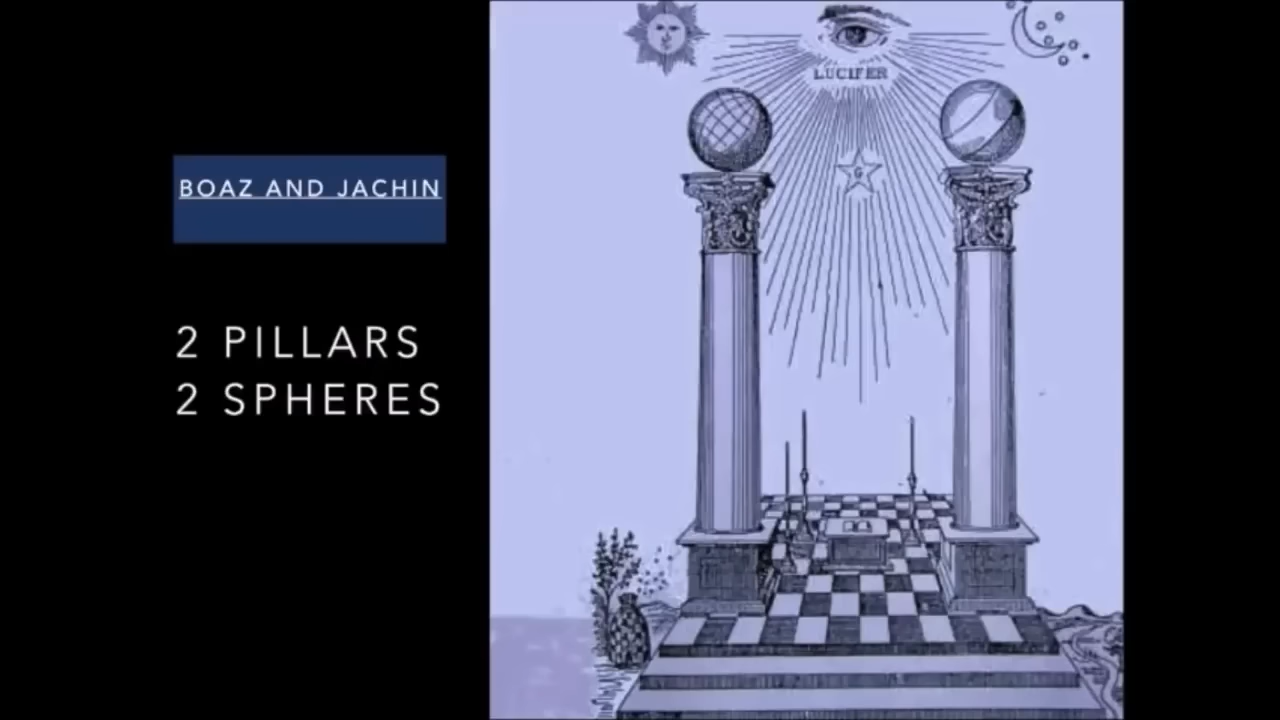 BOAZ AND JACHIN
2 PILLARS
2 SPHERES
LUCIFER
G